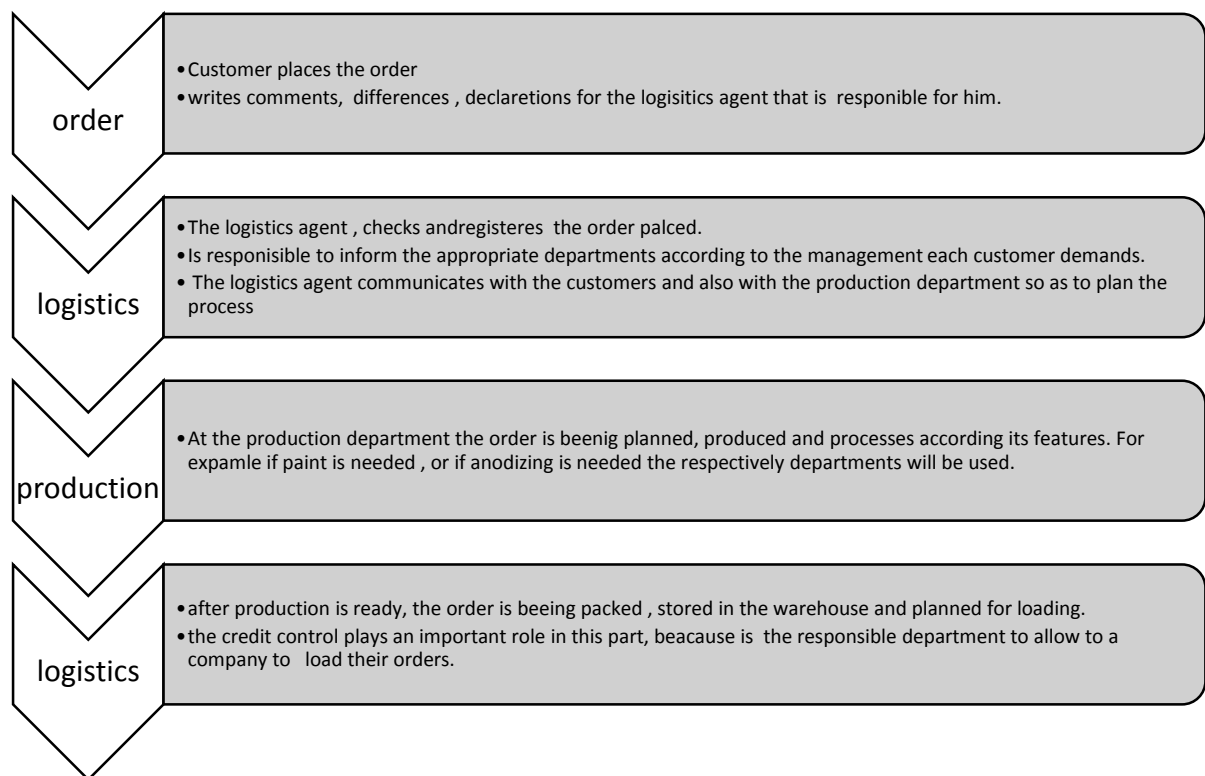 order
•Customer places the order
•writes comments,  differences , declaretions for the logisitics agent that is  responible for him.
logistics
•The logistics agent , checks andregisteres  the order palced.
•Is responisible to inform the appropriate departments according to the management each customer demands.
• The logistics agent communicates with the customers and also with the production department so as to plan the
process
production
•At the production department the order is beenig planned, produced and processes according its features. For
expamle if paint is needed , or if anodizing is needed the respectively departments will be used.
logistics
•after production is ready, the order is beeing packed , stored in the warehouse and planned for loading.
•the credit control plays an important role in this part, beacause is  the responsible department to allow to a
company to   load their orders.